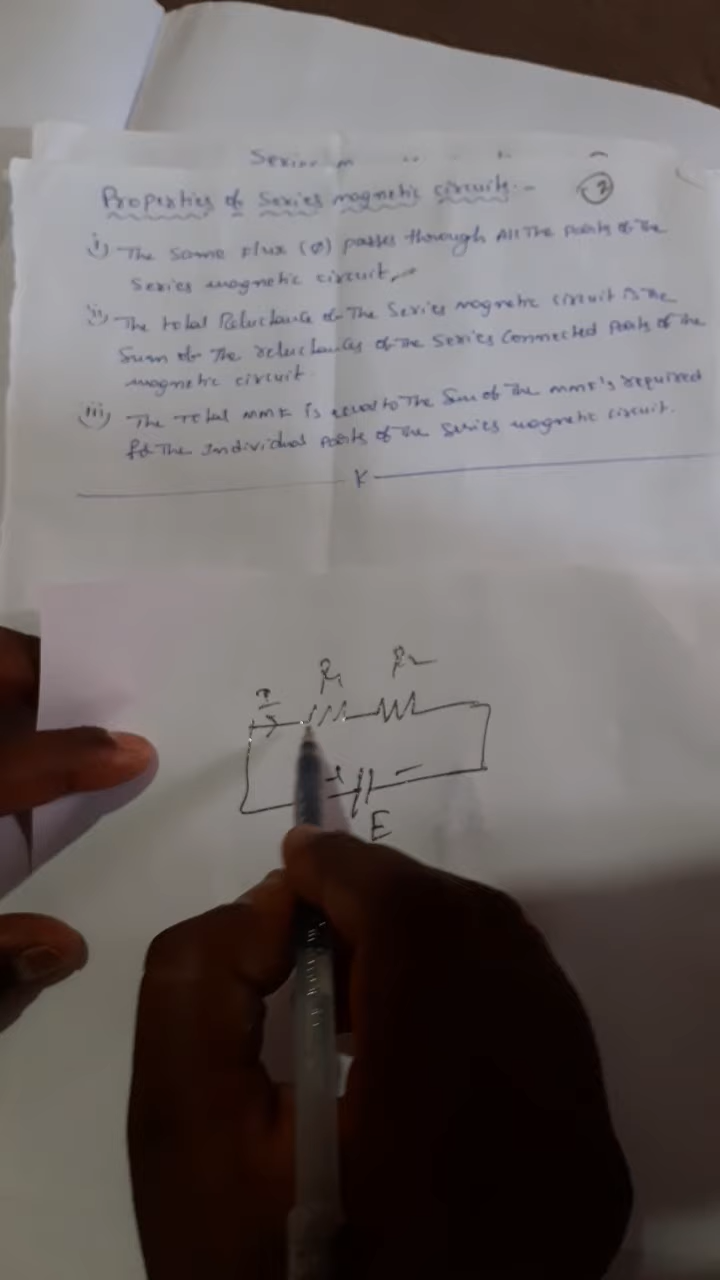 Properties of Series magnetic circuits:-
2
i) The same flux (Ø) passes through All The parts of The
Series magnetic circuit.
ii) The total Reluctance of The Series magnetic circuit is The
Sum of The reluctances of the series Connected parts of the
magnetic circuit.
iii) The Total MMF is equal to The Sum of The MMF's required
for The Individual parts of the series magnetic circuit.
I
R1
R2
+
-
E